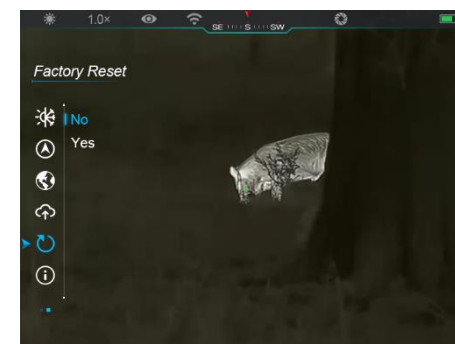 1.0×
SE S SW
Factory Reset
No
Yes